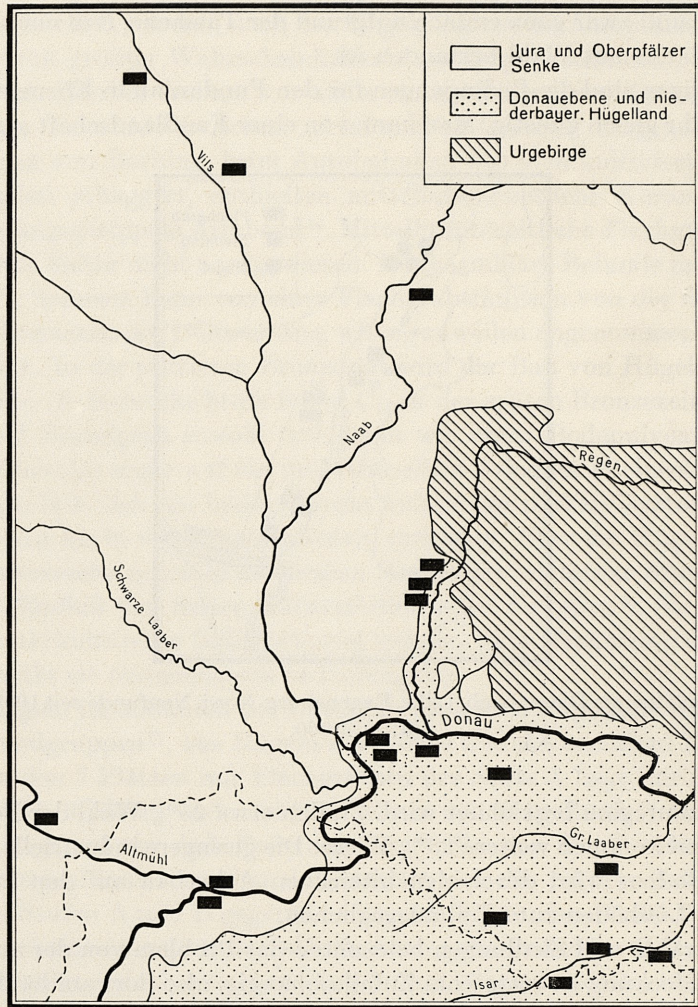 Jura und Oberpfälzer
Senke
Donauebene und nie-
derbayer. Hügelland
Urgebirge
Vils
Naab
Regen
Schwarze Laaber
Donau
Gr. Laaber
Altmühl
Isar